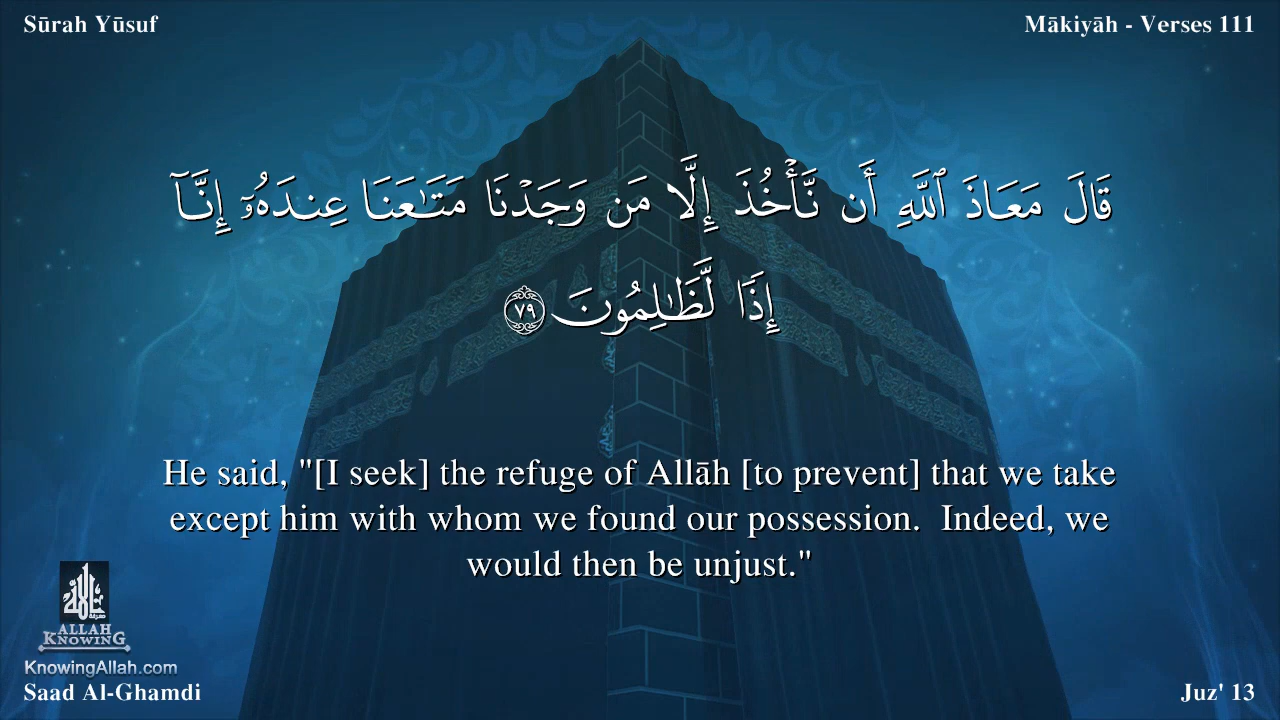 Sūrah Yūsuf
Mākiyāh - Verses 111
قَالَ مَعَاذَ ٱللَّهِ أَن نَّأْخُذَ إِلَّا مَن وَجَدْنَا مَتَـٰعَنَا عِندَهُۥٓ إِنَّآ
إِذًا لَّظَـٰلِمُونَ ٧٩
He said, "[I seek] the refuge of Allāh [to prevent] that we take
except him with whom we found our possession.  Indeed, we
would then be unjust."
ALLAH
KNOWING
KnowingAllah.com
Saad Al-Ghamdi
Juz' 13